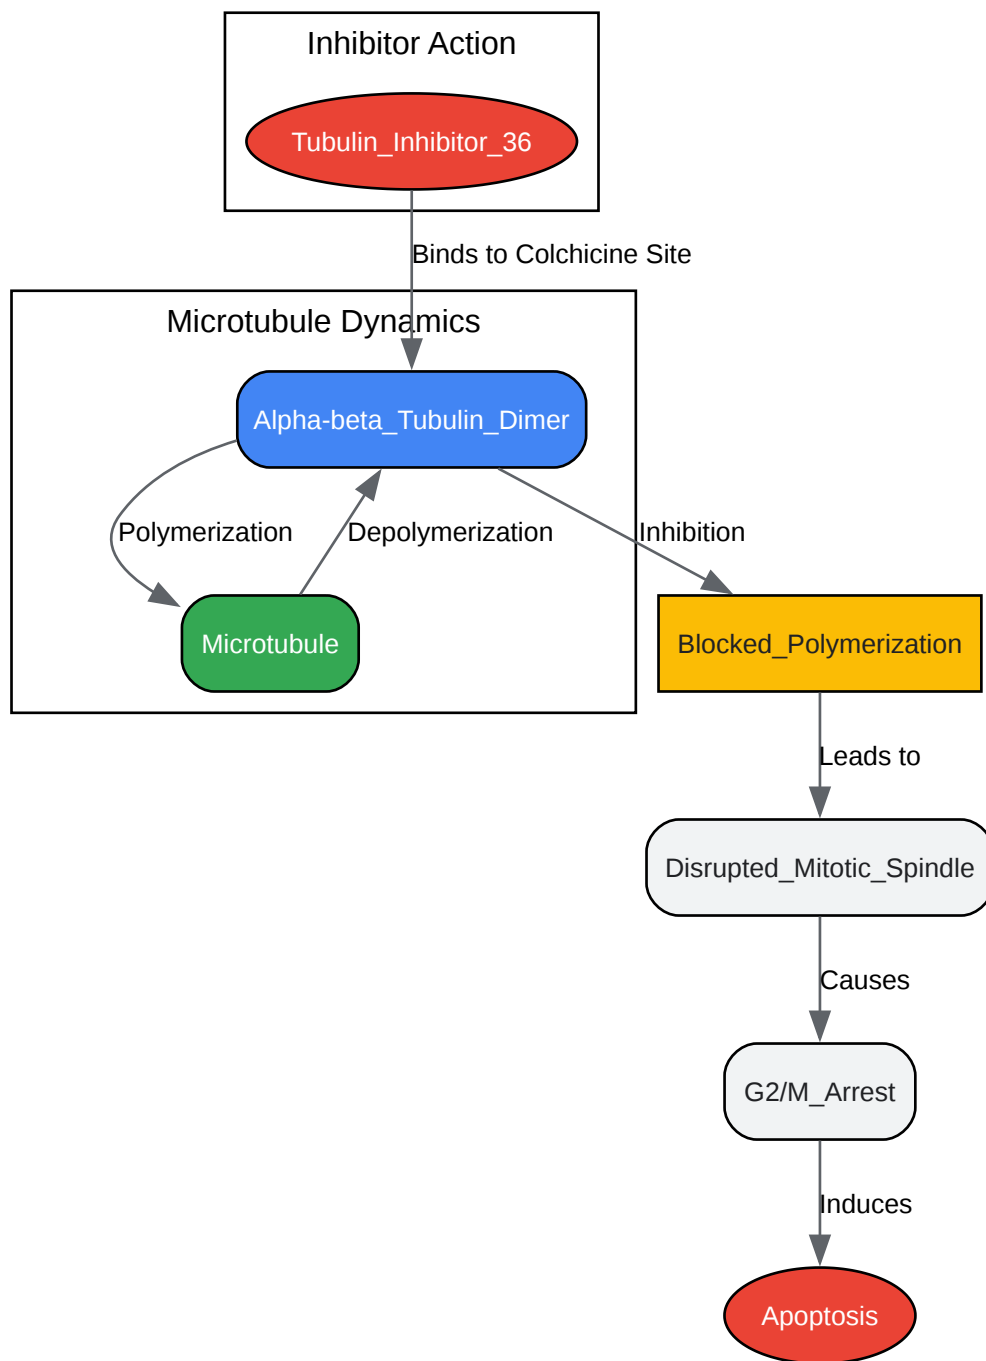 Inhibitor Action
Tubulin_Inhibitor_36
Binds to Colchicine Site
Microtubule Dynamics
Alpha-beta_Tubulin_Dimer
Polymerization
Depolymerization
Inhibition
Microtubule
Blocked_Polymerization
Leads to
Disrupted_Mitotic_Spindle
Causes
G2/M_Arrest
Induces
Apoptosis